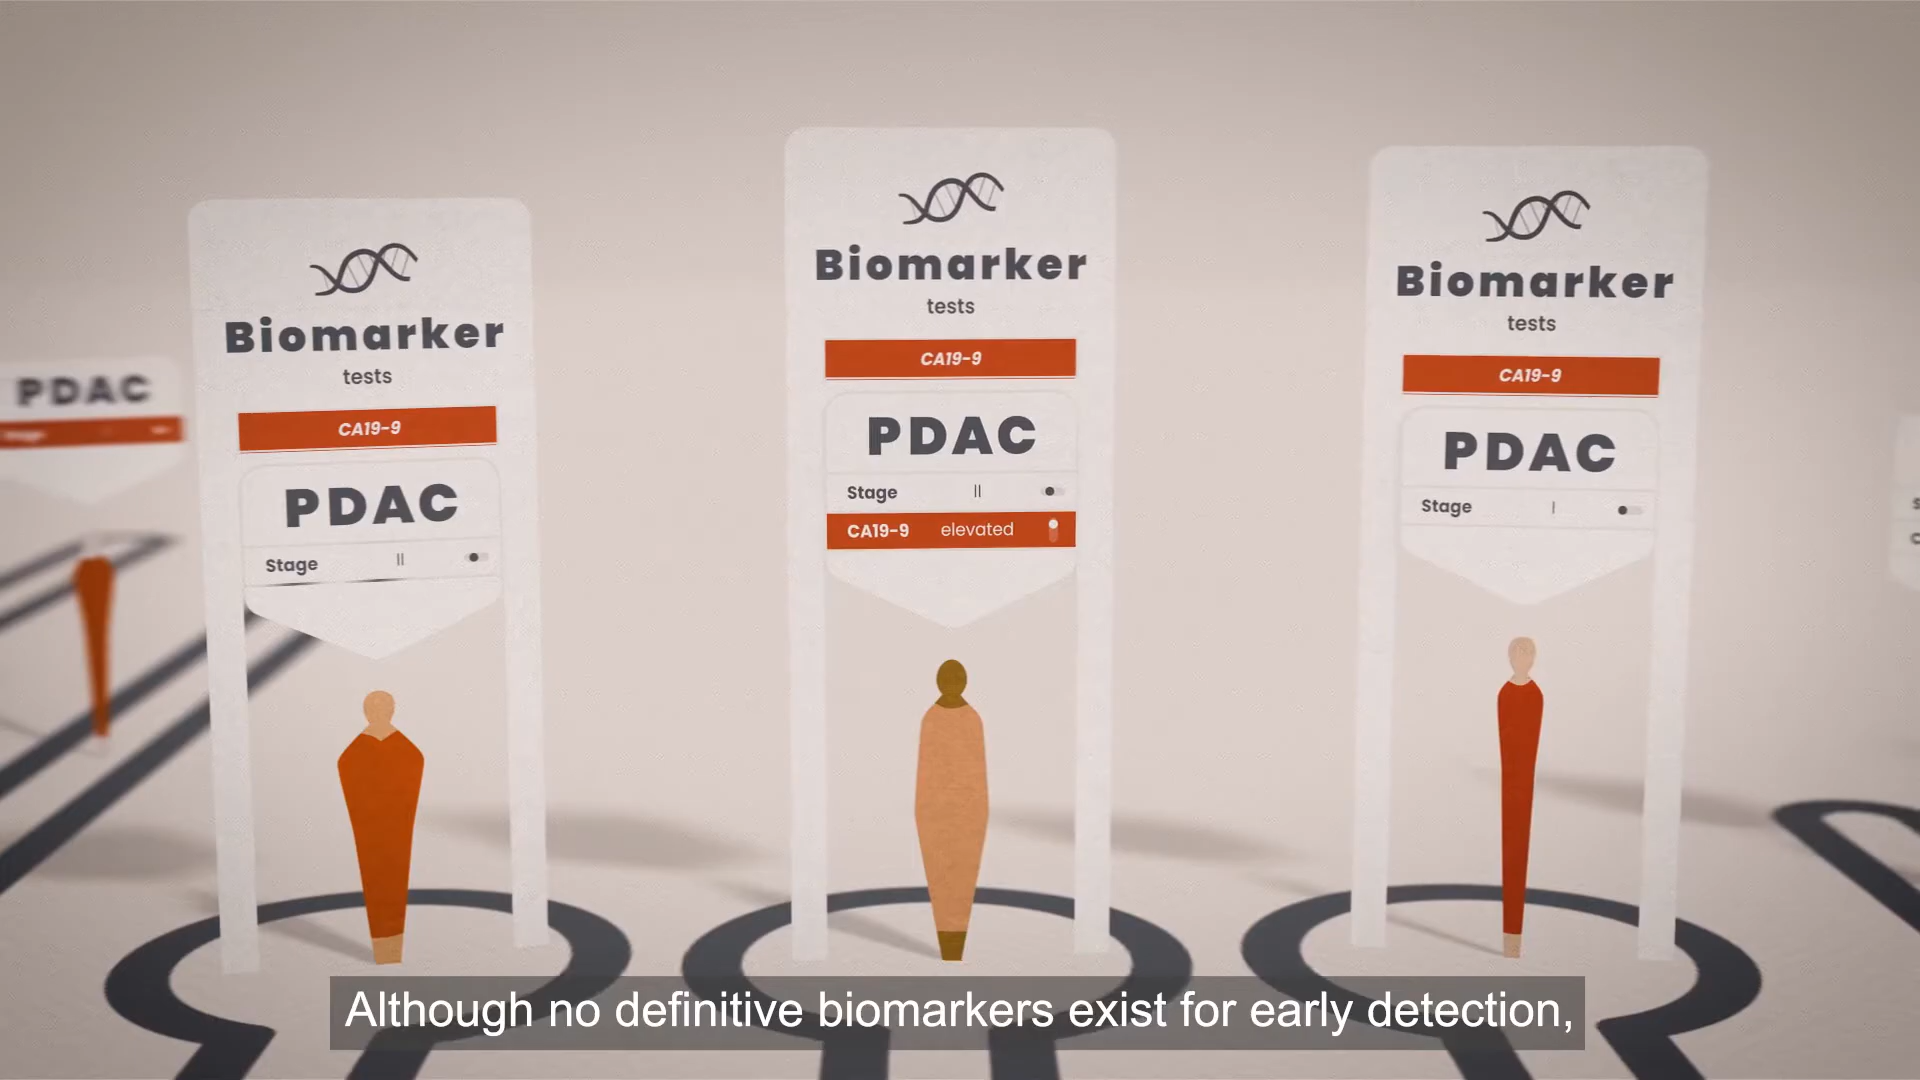 Biomarker
tests
CA19-9
PDAC
Stage II
Biomarker
tests
CA19-9
PDAC
Stage II
CA19-9 elevated
Biomarker
tests
CA19-9
PDAC
Stage I
PDAC
Stage
Although no definitive biomarkers exist for early detection,